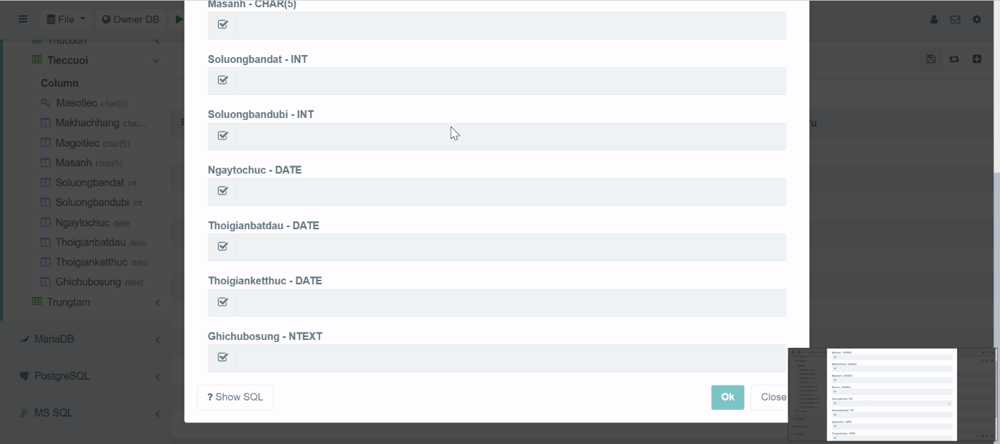 Masanh - CHAR(5)
File
Owner DB
Thucdon
Tieccuoi
Soluongbandat - INT
Column
Masotiec char(5)
Soluongbandubi - INT
Makhachhang cha…
Magoitiec char(5)
Masanh char(5)
Ngaytochuc - DATE
Soluongbandat int
Soluongbandubi int
Ngaytochuc date
Thoigianbatdau - DATE
Thoigianbatdau date
Thoigianketthuc date
Thoigianketthuc - DATE
Ghichubosung ntext
Trungtam
Ghichubosung - NTEXT
MariaDB
PostgreSQL
? Show SQL
Ok
Close
MS SQL